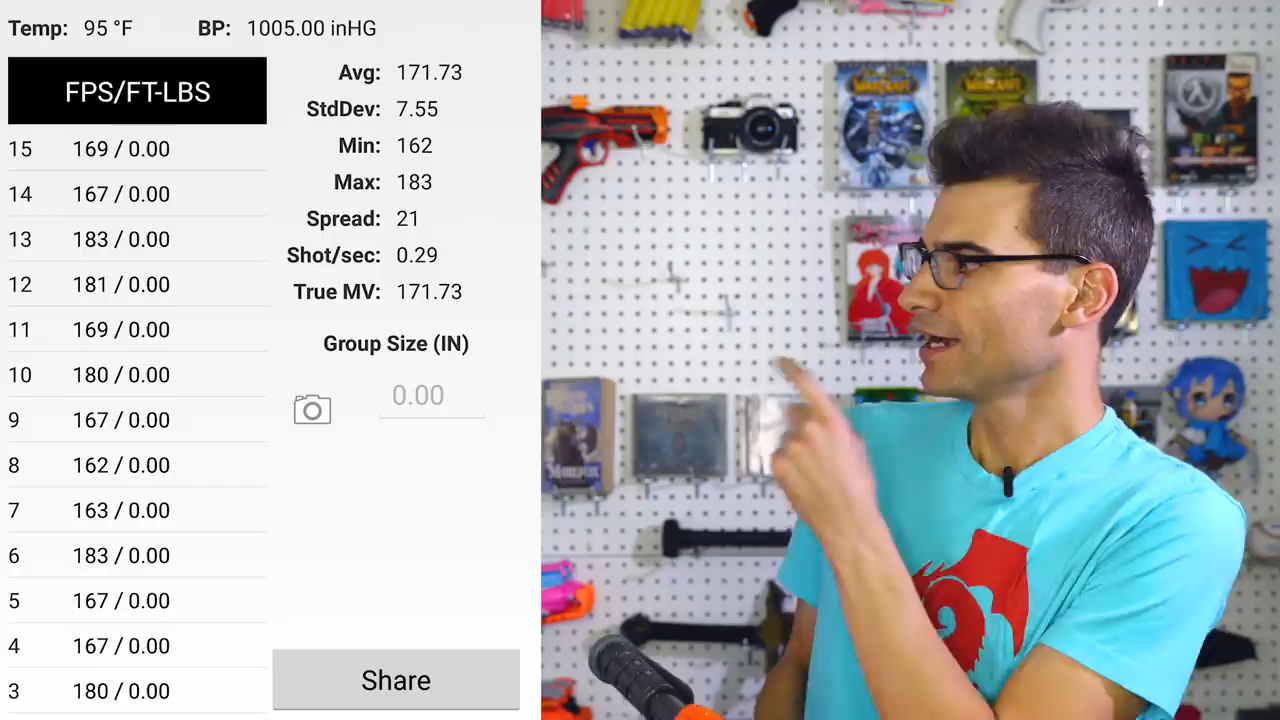 Temp: 95 °F BP: 1005.00 inHG
FPS/FT-LBS
15 169 / 0.00
14 167 / 0.00
13 183 / 0.00
12 181 / 0.00
11 169 / 0.00
10 180 / 0.00
9 167 / 0.00
8 162 / 0.00
7 163 / 0.00
6 183 / 0.00
5 167 / 0.00
4 167 / 0.00
3 180 / 0.00
Avg: 171.73
StdDev: 7.55
Min: 162
Max: 183
Spread: 21
Shot/sec: 0.29
True MV: 171.73
Group Size (IN)
0.00
Share
WARCRAFT
WARCRAFT